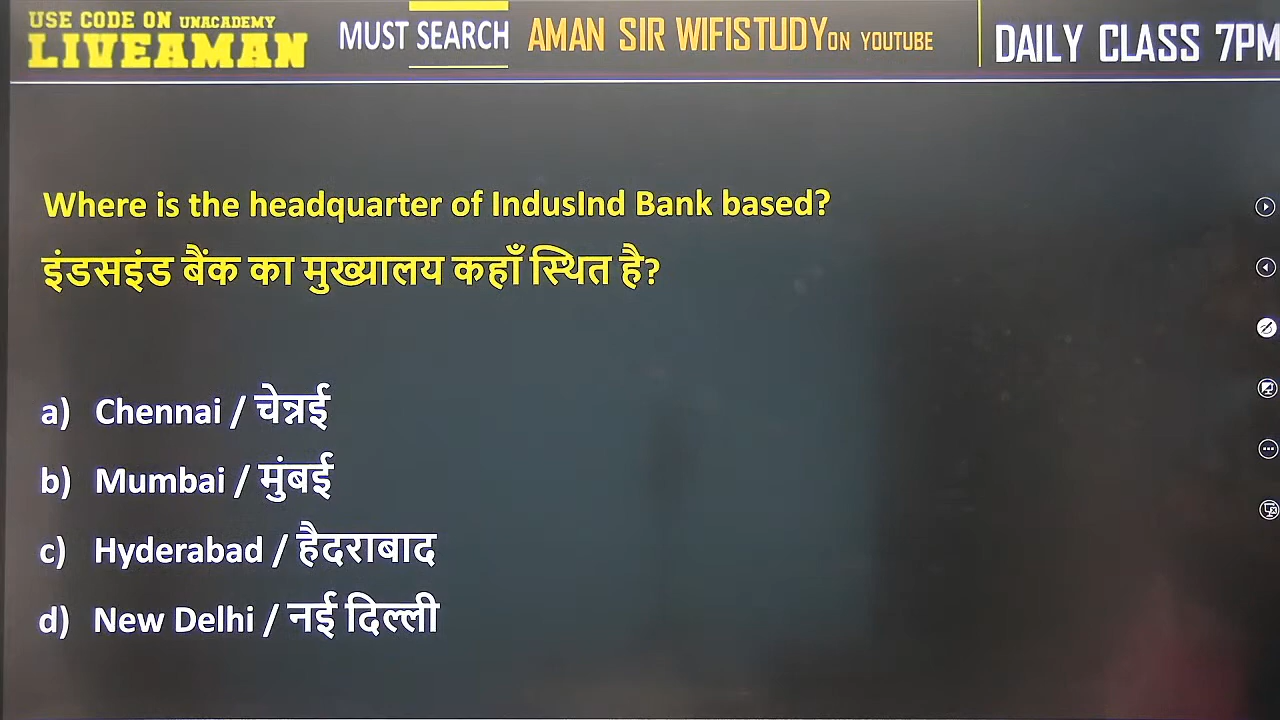 USE CODE ON UNACADEMY
LIVEAMAN
MUST SEARCH AMAN SIR WIFISTUDY ON YOUTUBE
DAILY CLASS 7PM
Where is the headquarter of IndusInd Bank based?
इंडसइंड बैंक का मुख्यालय कहाँ स्थित है?
a) Chennai / चेन्नई
b) Mumbai / मुंबई
c) Hyderabad / हैदराबाद
d) New Delhi / नई दिल्ली